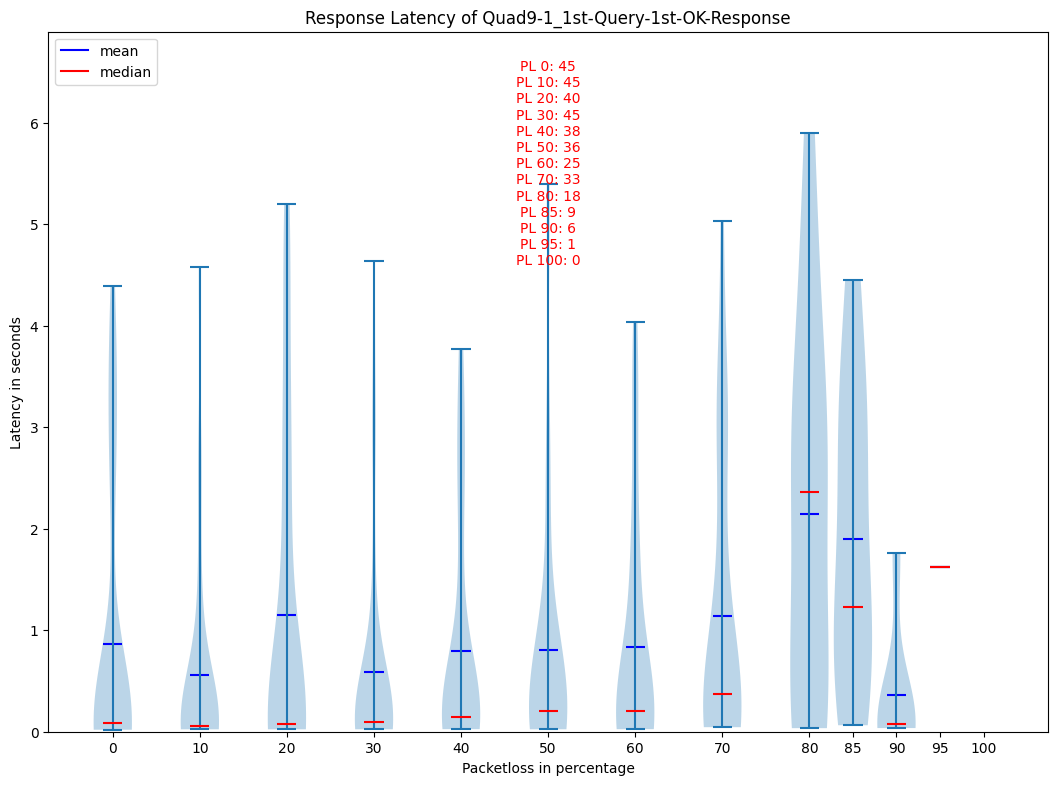 Response Latency of Quad9-1_1st-Query-1st-OK-Response
mean
median
PL 0: 45
PL 10: 45
PL 20: 40
PL 30: 45
PL 40: 38
PL 50: 36
PL 60: 25
PL 70: 33
PL 80: 18
PL 85: 9
PL 90: 6
PL 95: 1
PL 100: 0
Latency in seconds
6
5
4
3
2
1
0
0 10 20 30 40 50 60 70 80 85 90 95 100
Packetloss in percentage